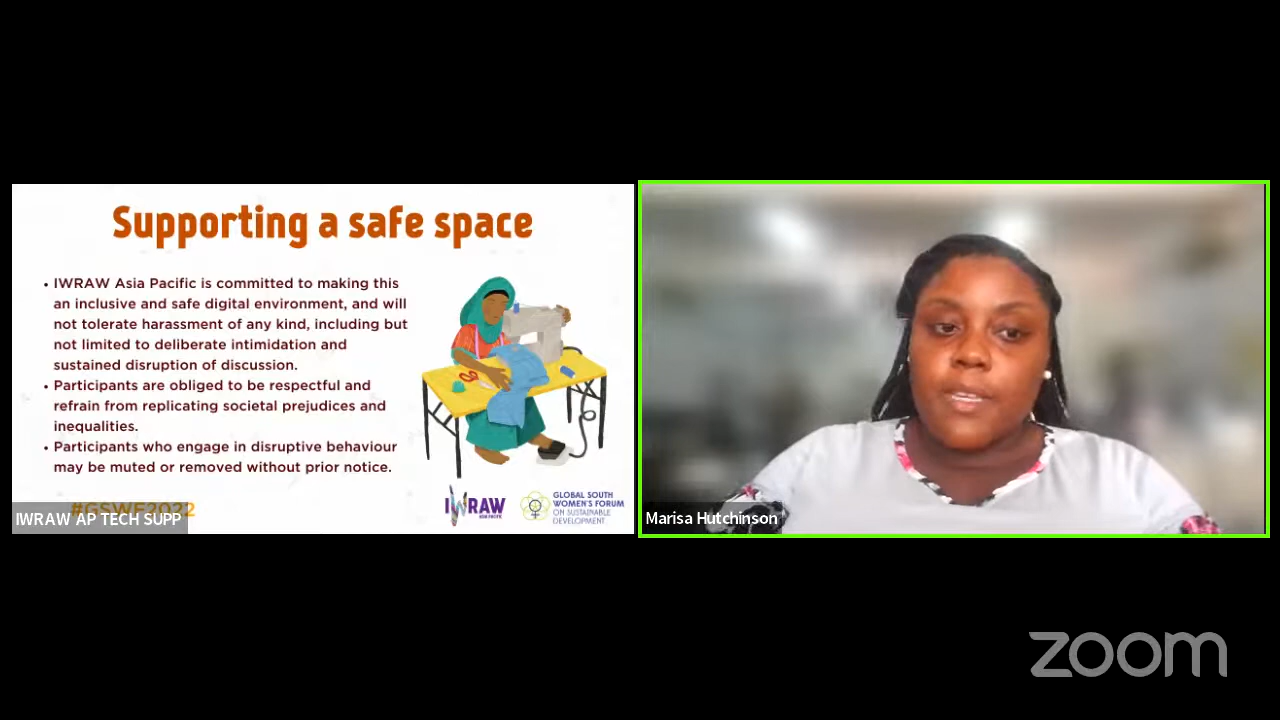 Supporting a safe space
• IWRAW Asia Pacific is committed to making this
an inclusive and safe digital environment, and will
not tolerate harassment of any kind, including but
not limited to deliberate intimidation and
sustained disruption of discussion.
• Participants are obliged to be respectful and
refrain from replicating societal prejudices and
inequalities.
• Participants who engage in disruptive behaviour
may be muted or removed without prior notice.
#GSWF2022
IWRAW AP TECH SUPP
IWRAW
ASIA PACIFIC
GLOBAL SOUTH
WOMEN'S FORUM
ON SUSTAINABLE
DEVELOPMENT
Marisa Hutchinson
zoom